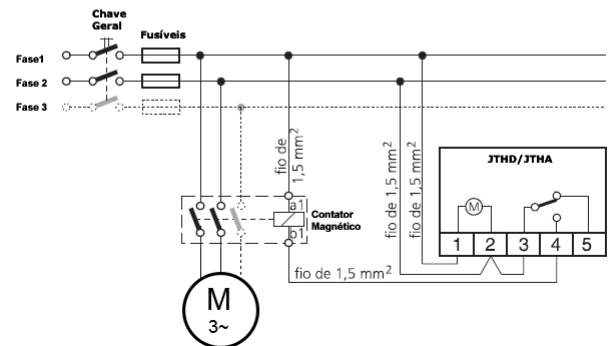 Chave
Geral
Fusíveis
Fase1
Fase 2
Fase 3
fio de
1,5 mm²
fio de 1,5 mm²
fio de 1,5 mm²
JTHD/JTHA
M
1 2 3 4 5
a1
b1
Contator
Magnético
fio de 1,5 mm²
M
3~